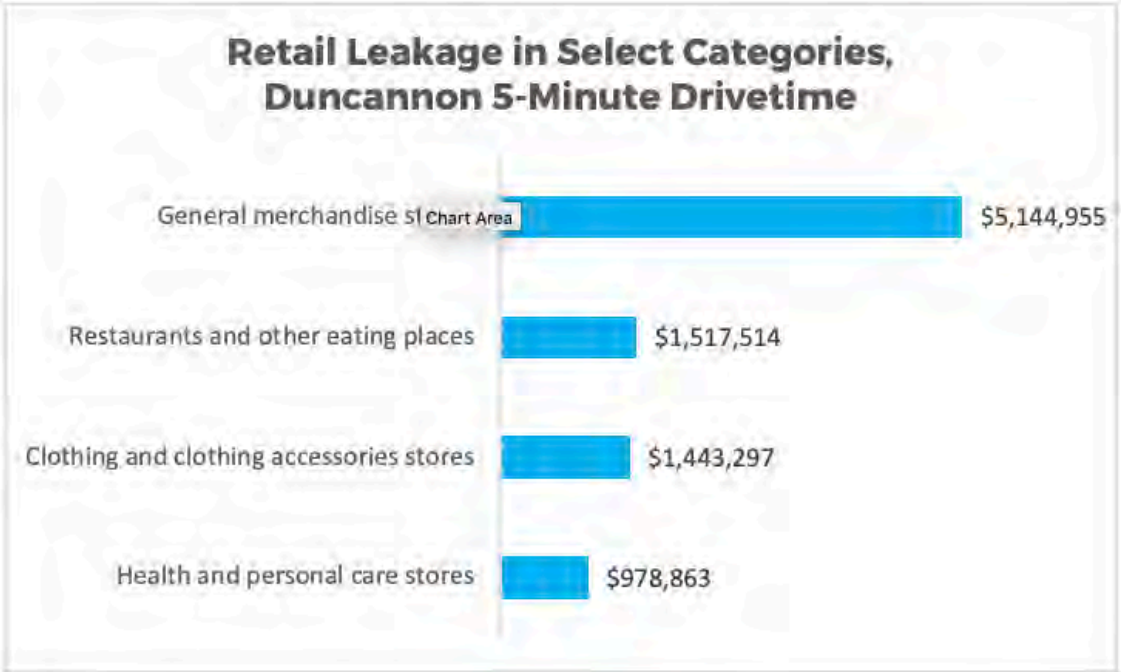 Retail Leakage in Select Categories,
Duncannon 5-Minute Drivetime
General merchandise st Chart Area $5,144,955
Restaurants and other eating places $1,517,514
Clothing and clothing accessories stores $1,443,297
Health and personal care stores $978,863